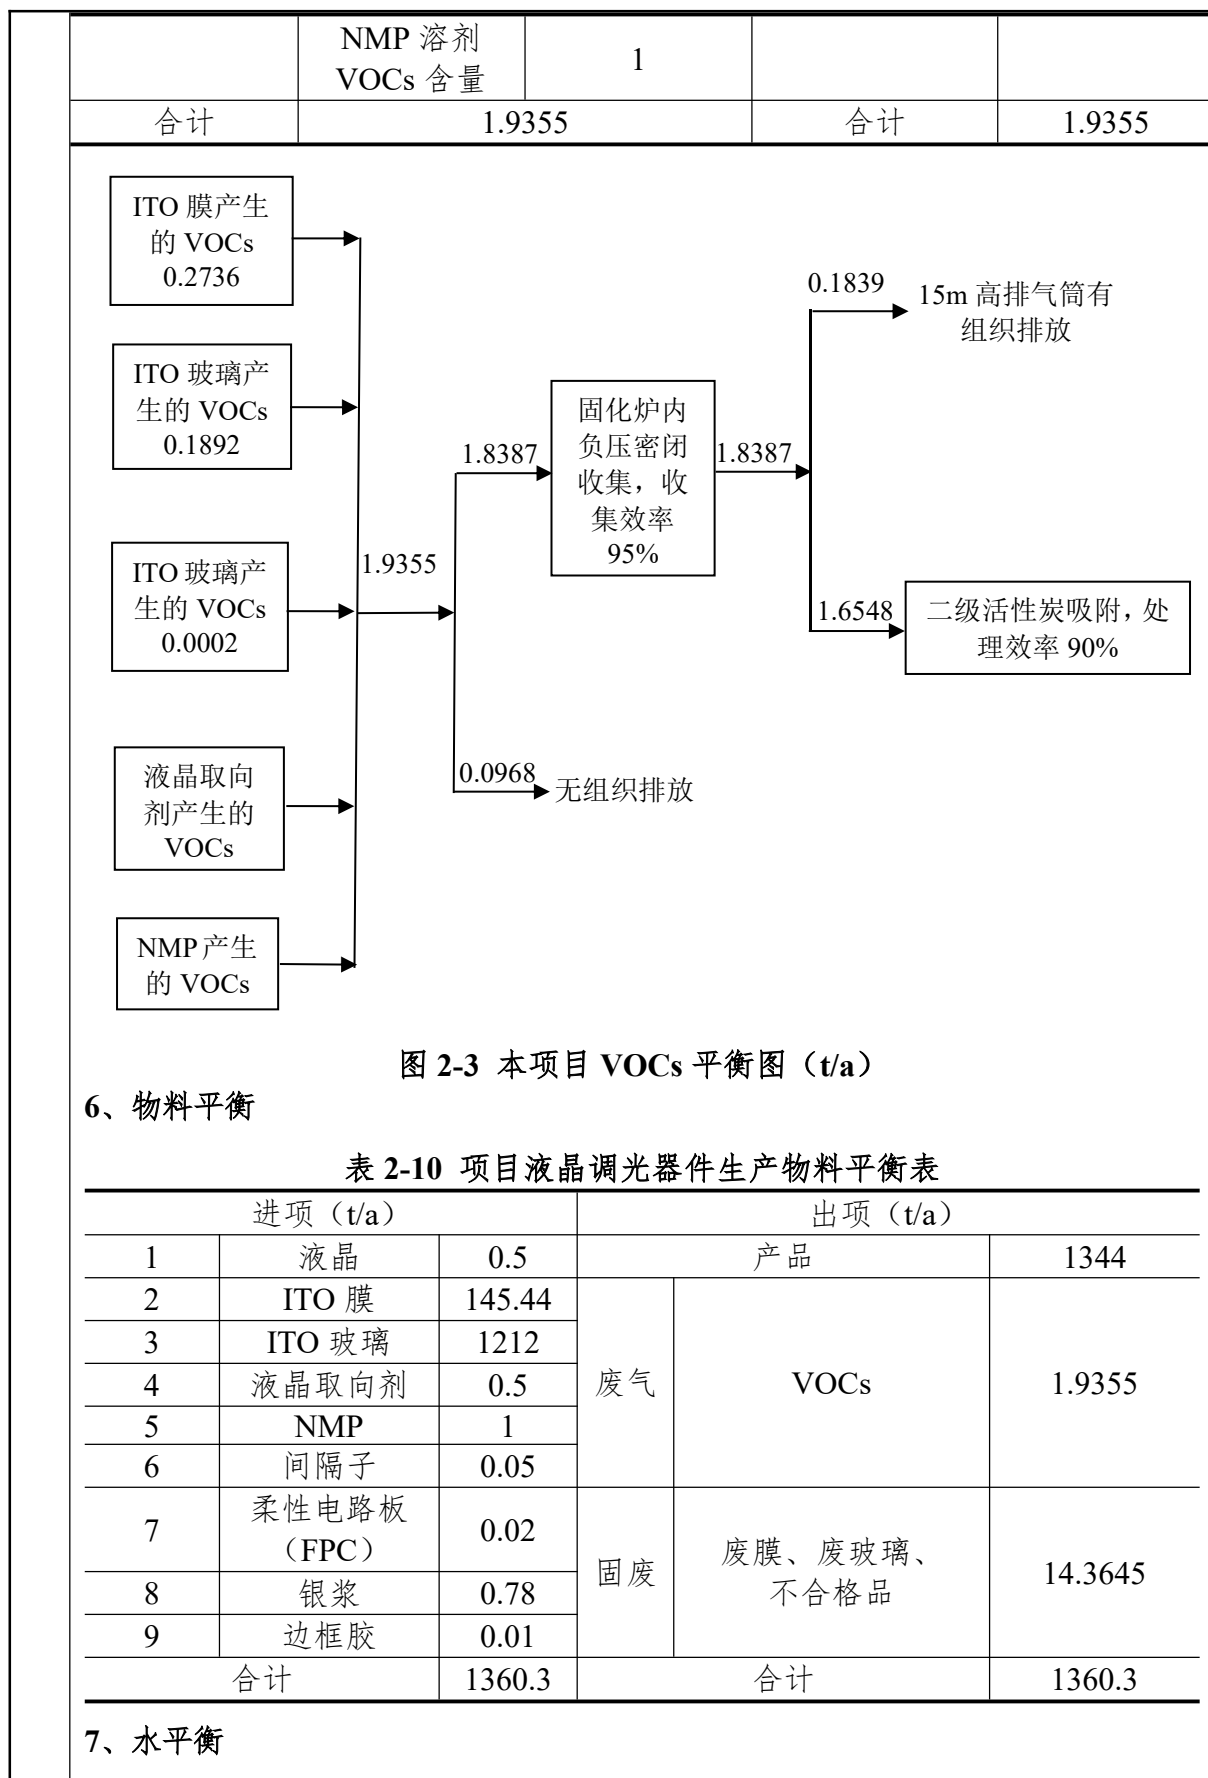 NMP 溶剂
VOCs 含量
1
合计 1.9355 合计 1.9355
ITO 膜产生
的 VOCs
0.2736
ITO 玻璃产
生的 VOCs
0.1892
ITO 玻璃产
生的 VOCs
0.0002
液晶取向
剂产生的
VOCs
NMP 产生
的 VOCs
1.9355
1.8387
0.0968
无组织排放
固化炉内
负压密闭
收集，收
集效率
95%
1.8387
0.1839
15m 高排气筒有
组织排放
1.6548
二级活性炭吸附，处
理效率 90%
图 2-3 本项目 VOCs 平衡图（t/a）
6、物料平衡
表 2-10 项目液晶调光器件生产物料平衡表
进项（t/a） 出项（t/a）
1 液晶 0.5 产品 1344
2 ITO 膜 145.44
3 ITO 玻璃 1212
4 液晶取向剂 0.5 废气 VOCs 1.9355
5 NMP 1
6 间隔子 0.05
7 柔性电路板
（FPC） 0.02
固废 废膜、废玻璃、
不合格品 14.3645
8 银浆 0.78
9 边框胶 0.01
合计 1360.3 合计 1360.3
7、水平衡